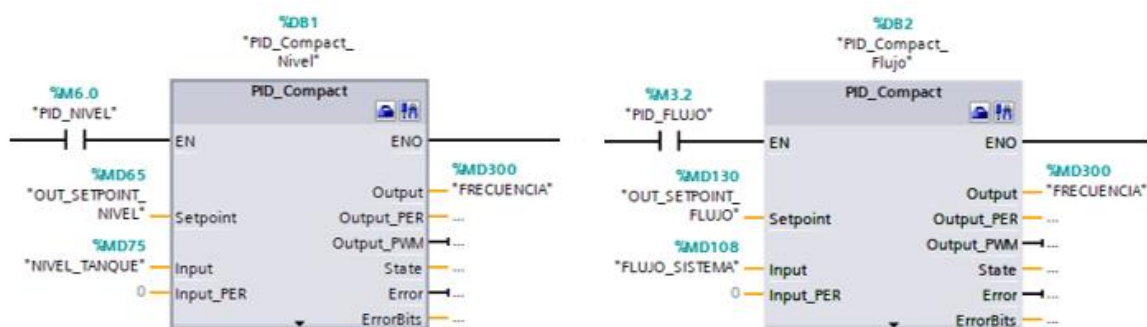 %DB1
"PID_Compact_
Nivel"
%M6.0
"PID_NIVEL"
PID_Compact
EN
ENO
%MD65
"OUT_SETPOINT_
NIVEL"
Setpoint
%MD75
"NIVEL_TANQUE"
Input
0
Input_PER
Output
%MD300
"FRECUENCIA"
Output_PER
...
Output_PWM
...
State
...
Error
...
ErrorBits
...
%DB2
"PID_Compact_
Flujo"
%M3.2
"PID_FLUJO"
PID_Compact
EN
ENO
%MD130
"OUT_SETPOINT_
FLUJO"
Setpoint
%MD108
"FLUJO_SISTEMA"
Input
0
Input_PER
Output
%MD300
"FRECUENCIA"
Output_PER
...
Output_PWM
...
State
...
Error
...
ErrorBits
...